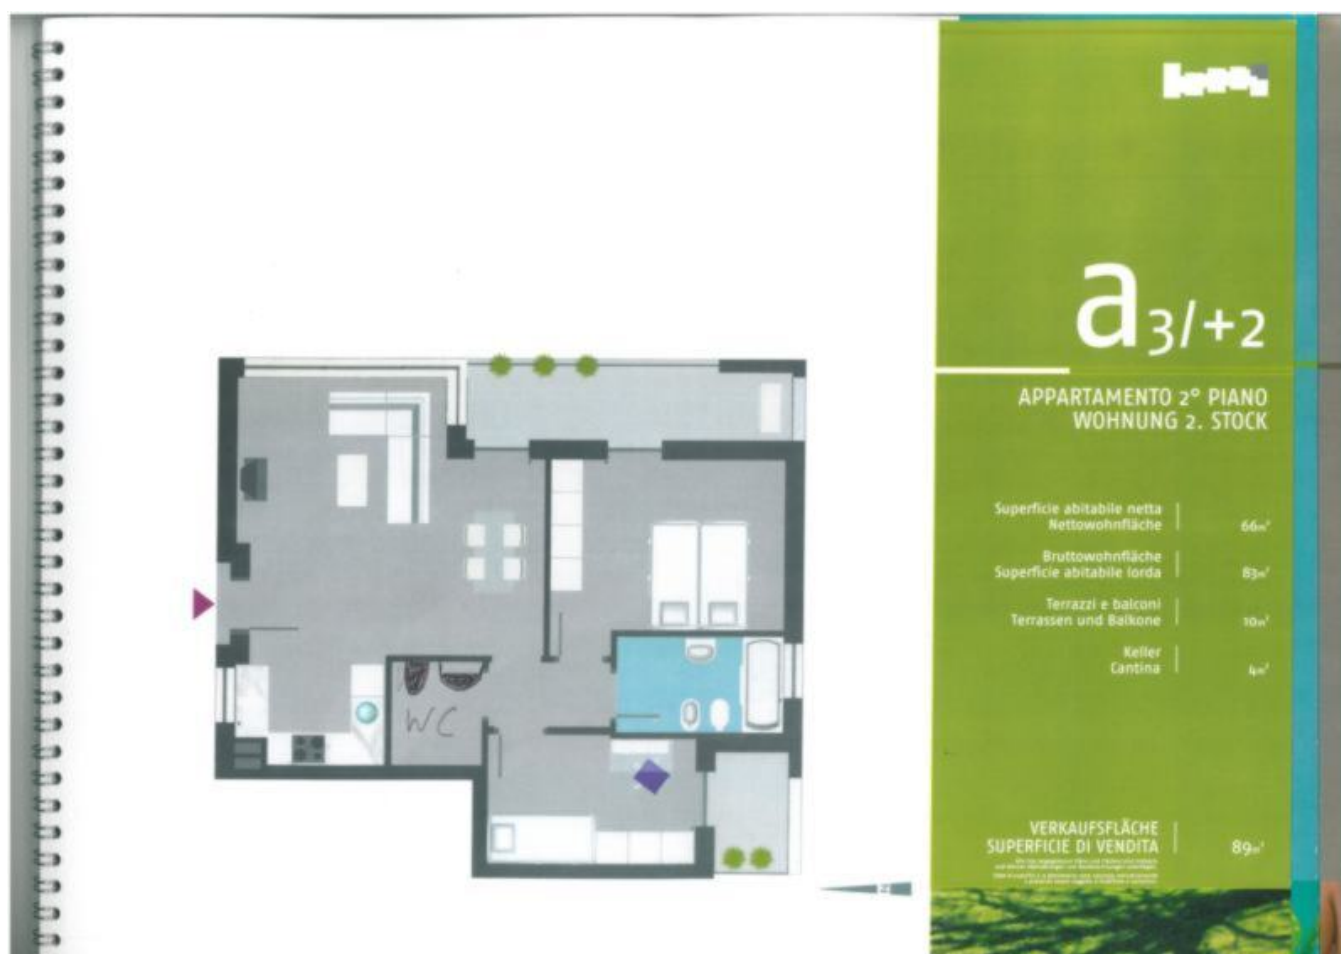 a3/+2
APPARTAMENTO 2° PIANO
WOHNUNG 2. STOCK
Superficie abitabile netta
Nettowohnfläche
66m²
Bruttowohnfläche
Superficie abitabile lorda
83m²
Terrazzi e balconi
Terrassen und Balkone
10m²
Keller
Cantina
4m²
VERKAUFSFLÄCHE
SUPERFICIE DI VENDITA
89m²
WC
N